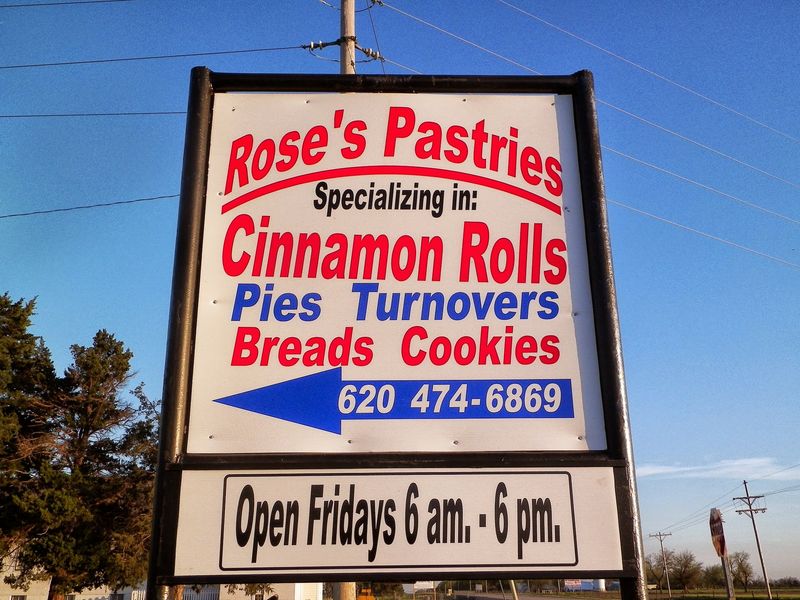 Rose's Pastries
Specializing in:
Cinnamon Rolls
Pies Turnovers
Breads Cookies
620 474-6869
Open Fridays 6 am. - 6 pm.